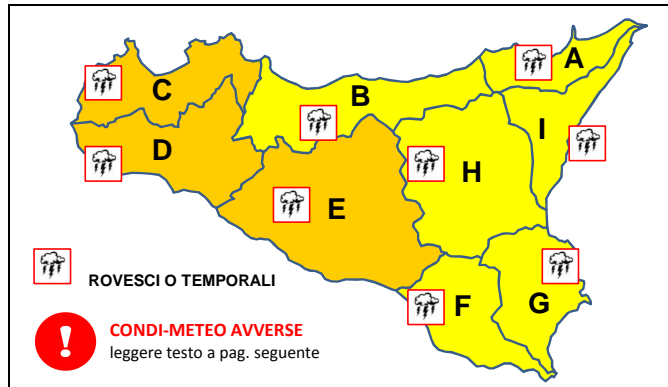 A
C
B
I
D
H
E
F
G
ROVESCI O TEMPORALI
CONDI-METEO AVVERSE
leggere testo a pag. seguente